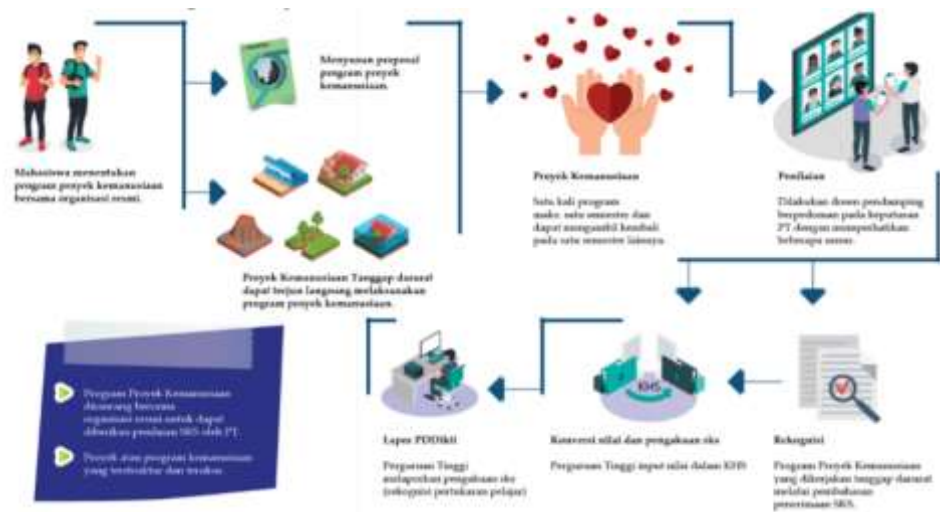 Mahasiswa menentukan
program proyek kemanusiaan
bersama organisasi resmi.
Menyusun proposal
program proyek
kemanusiaan.
Proyek Kemanusiaan Tanggap darurat
dapat terjun langsung melaksanakan
program proyek kemanusiaan.
Proyek Kemanusiaan
Satu kali program
maks. satu semester dan
dapat mengambil kembali
pada satu semester lainnya.
Penilaian
Dilakukan dosen pendamping
berpedoman pada keputusan
PT dengan memperhatikan
beberapa unsur.
Program Proyek Kemanusiaan
dirancang bersama
organisasi resmi untuk dapat
diberikan penilaian SKS oleh PT.
Proyek atau program kemanusiaan
yang terstruktur dan terukur.
Lapor PDDikti
Perguruan Tinggi
melaporkan pengakuan sks
(rekognisi pertukaran pelajar)
KHS
Konversi nilai dan pengakuan sks
Perguruan Tinggi input nilai dalam KHS
Rekognisi
Program Proyek Kemanusiaan
yang dikerjakan tanggap darurat
melalui pembahasan
penerimaan SKS.